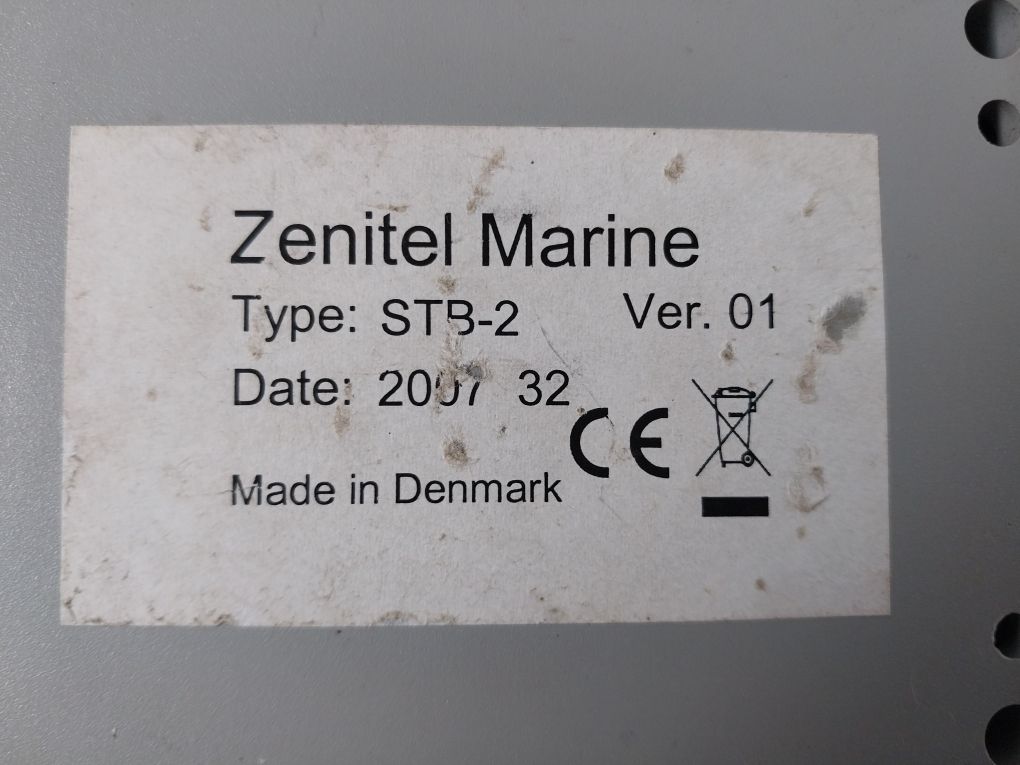 Zenitel Marine
Type: STB-2 Ver. 01
Date: 2007 32
CE
Made in Denmark